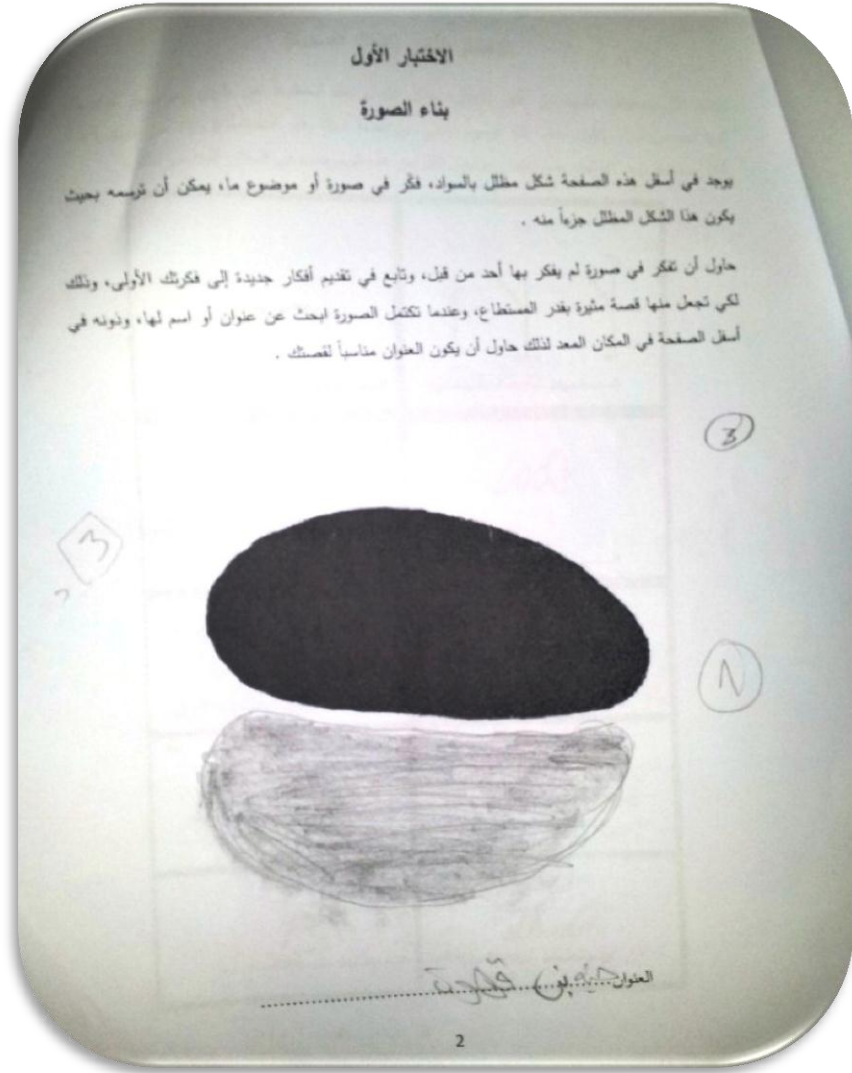 الاختبار الأول
بناء الصورة
يوجد في أسفل هذه الصفحة شكل مظلل بالسواد، فكّر في صورة أو موضوع ما، يمكن أن ترسمه بحيث
يكون هذا الشكل المظلل جزءاً منه .
حاول أن تفكر في صورة لم يفكر بها أحد من قبل، وتابع في تقديم أفكار جديدة إلى فكرتك الأولى، وذلك
لكي تجعل منها قصة مثيرة بقدر المستطاع، وعندما تكتمل الصورة ابحث عن عنوان أو اسم لها، ودونه في
أسفل الصفحة في المكان المعد لذلك حاول أن يكون العنوان مناسباً لقصتك .
3
3
العنوان
2